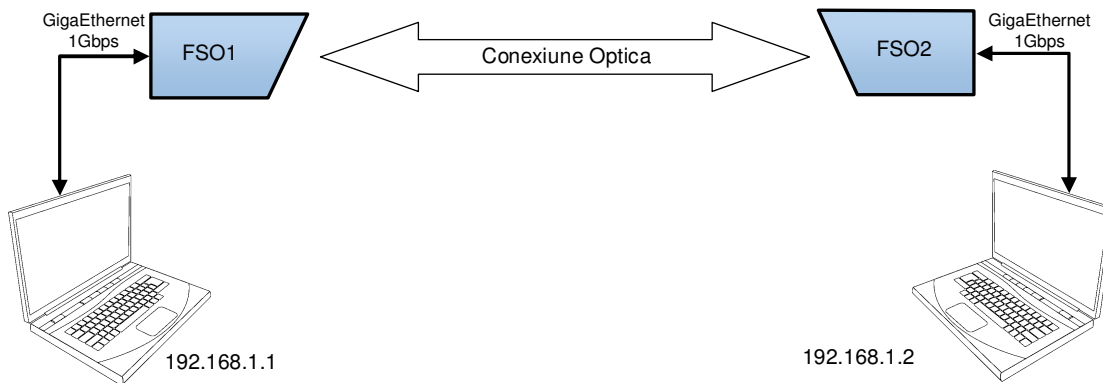 GigaEthernet
1Gbps
FSO1
Conexiune Optica
FSO2
GigaEthernet
1Gbps
192.168.1.1
192.168.1.2